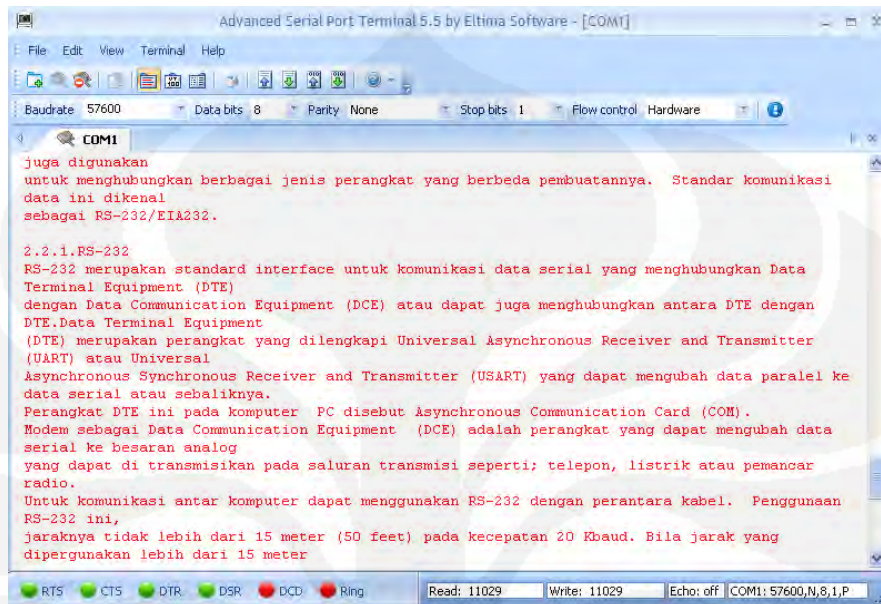 Advanced Serial Port Terminal 5.5 by Eltima Software - [COM1]
File Edit View Terminal Help
Baudrate 57600 Data bits 8 Parity None Stop bits 1 Flow control Hardware
COM1
juga digunakan
untuk menghubungkan berbagai jenis perangkat yang berbeda pembuatannya.  Standar komunikasi
data ini dikenal
sebagai RS-232/EIA232.
2.2.1.RS-232
RS-232 merupakan standard interface untuk komunikasi data serial yang menghubungkan Data
Terminal Equipment (DTE)
dengan Data Communication Equipment (DCE) atau dapat juga menghubungkan antara DTE dengan
DTE.Data Terminal Equipment
(DTE) merupakan perangkat yang dilengkapi Universal Asynchronous Receiver and Transmitter
(UART) atau Universal
Asynchronous Synchronous Receiver and Transmitter (USART) yang dapat mengubah data paralel ke
data serial atau sebaliknya.
Perangkat DTE ini pada komputer  PC disebut Asynchronous Communication Card (COM).
Modem sebagai Data Communication Equipment  (DCE) adalah perangkat yang dapat mengubah data
serial ke besaran analog
yang dapat di transmisikan pada saluran transmisi seperti; telepon, listrik atau pemancar
radio.
Untuk komunikasi antar komputer dapat menggunakan RS-232 dengan perantara kabel.  Penggunaan
RS-232 ini,
jaraknya tidak lebih dari 15 meter (50 feet) pada kecepatan 20 Kbaud. Bila jarak yang
dipergunakan lebih dari 15 meter
RTS CTS DTR DSR DCD Ring Read: 11029 Write: 11029 Echo: off COM1: 57600,N,8,1,P